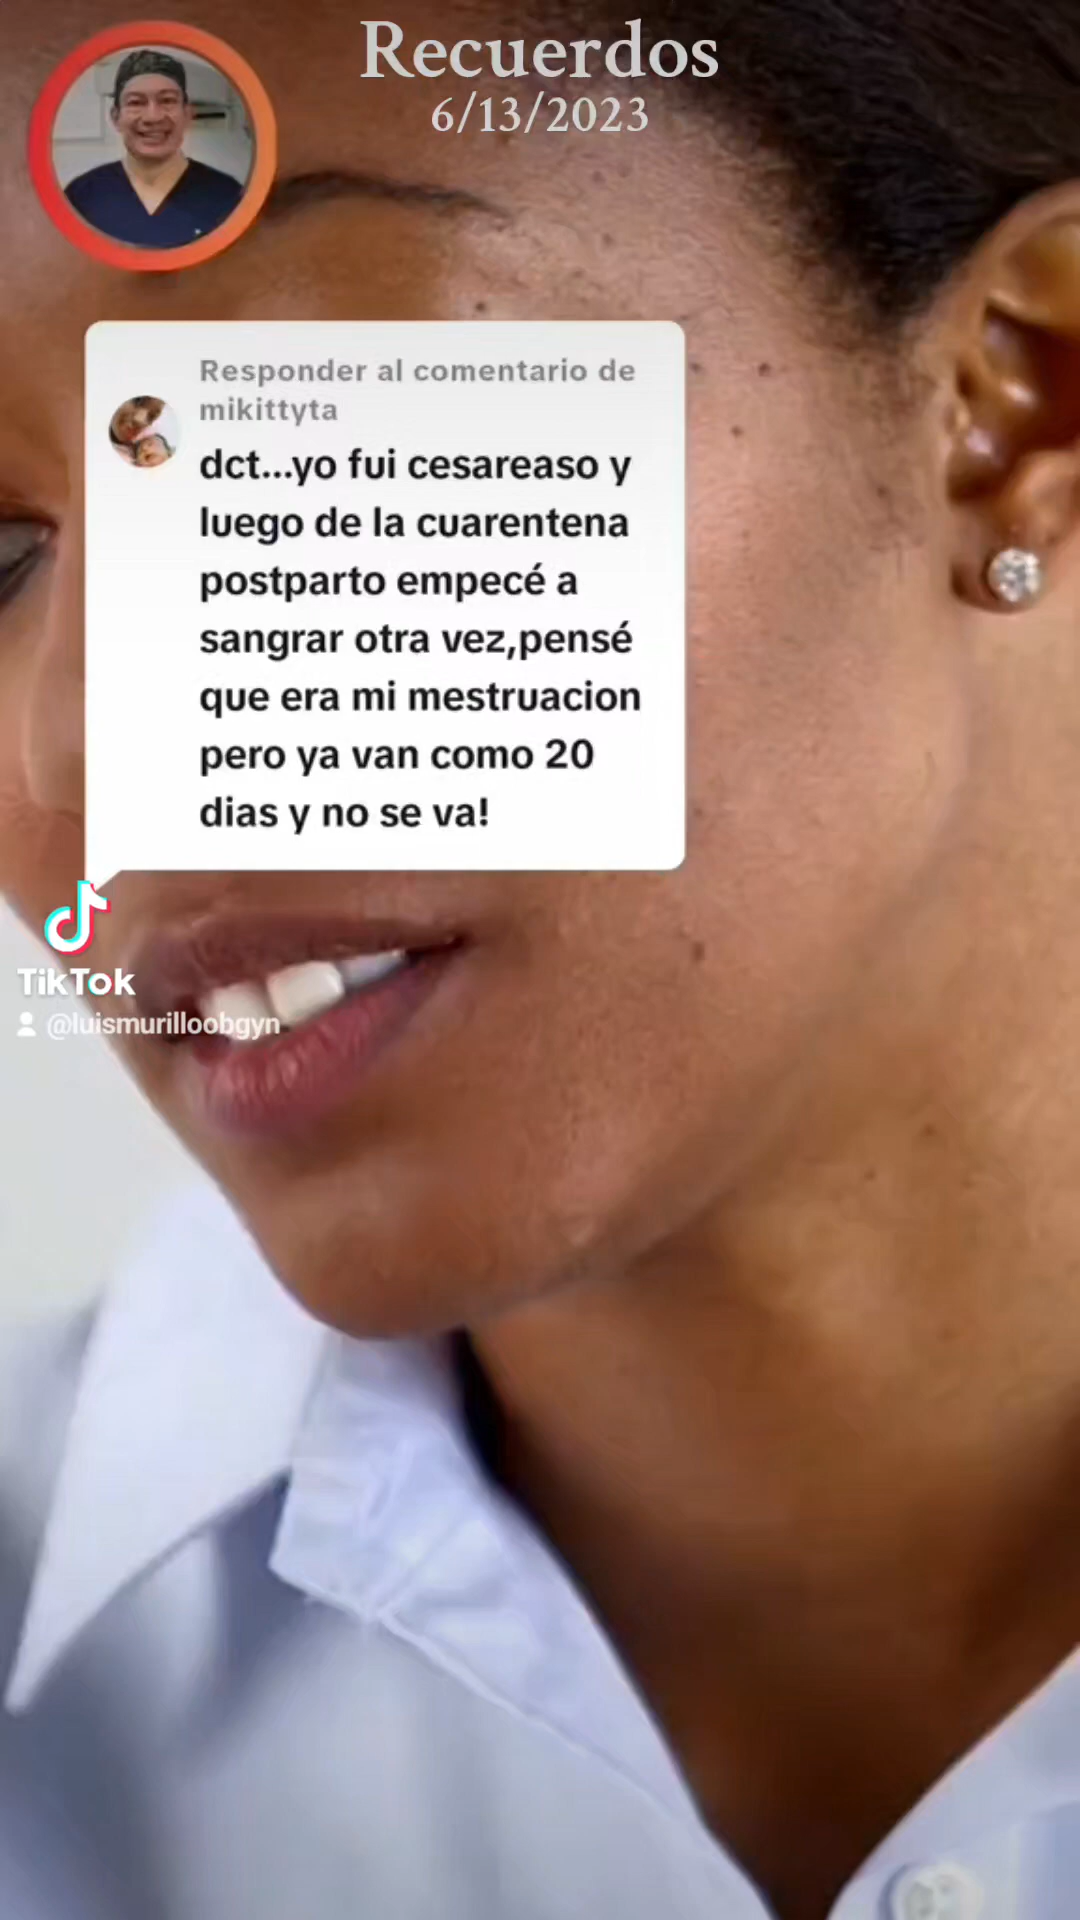 Recuerdos
6/13/2023
Responder al comentario de
mikittyta
dct...yo fui cesareaso y
luego de la cuarentena
postparto empecé a
sangrar otra vez,pensé
que era mi mestruacion
pero ya van como 20
dias y no se va!
TikTok
@luismurilloobgyn